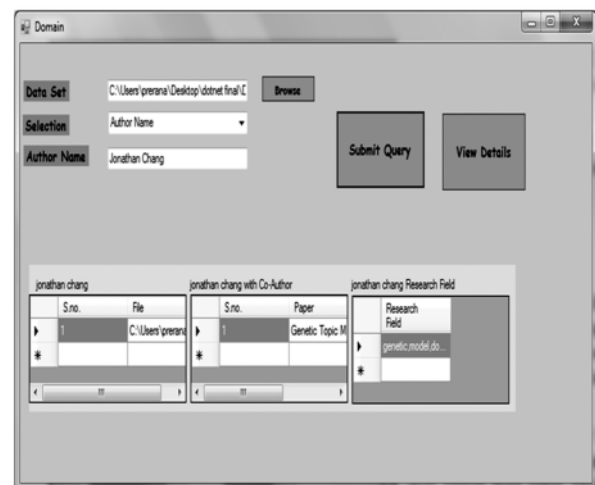 Domain
Data Set C:\Users\prerana\Desktop\dotnet final\D Browse
Selection Author Name
Author Name Jonathan Chang
Submit Query View Details
jonathan chang jonathan chang with Co-Author jonathan chang Research Field
S.no. File S.no. Paper Research Field
1 C:\Users\prerana 1 Genetic Topic M genetic,model,do...